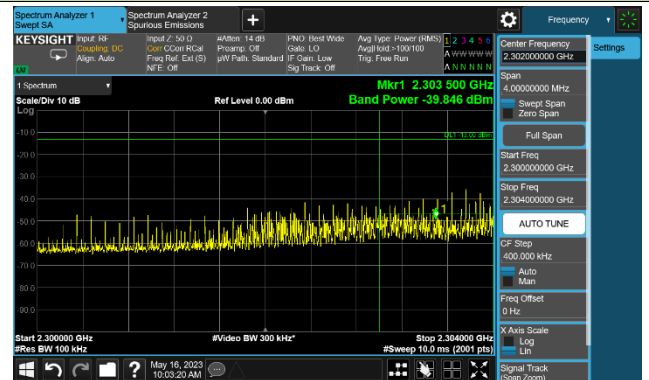 Spectrum Analyzer 1
Swept SA
Spectrum Analyzer 2
Spurious Emissions
+
Frequency
KEYSIGHT
Input: RF
Coupling: DC
Align: Auto
Input Z: 50 Ω
Corr CCorr RCal
Freq Ref: Ext (S)
NFE: Off
#Atten: 14 dB
Preamp: Off
µW Path: Standard
PNO: Best Wide
Gate: LO
IF Gain: Low
Sig Track: Off
Avg Type: Power (RMS)
Avg|Hold:>100/100
Trig: Free Run
1 2 3 4 5 6
A W W W W W
A N N N N N
LXI
1 Spectrum
Scale/Div 10 dB
Log
Ref Level 0.00 dBm
Mkr1 2.303 500 GHz
Band Power -39.846 dBm
DL1 -13.00 dBm
-10.0
-20.0
-30.0
-40.0
-50.0
-60.0
-70.0
-80.0
-90.0
1
Start 2.300000 GHz
#Res BW 100 kHz
#Video BW 300 kHz*
Stop 2.304000 GHz
#Sweep 10.0 ms (2001 pts)
Center Frequency
2.302000000 GHz
Settings
Span
4.00000000 MHz
Swept Span
Zero Span
Full Span
Start Freq
2.300000000 GHz
Stop Freq
2.304000000 GHz
AUTO TUNE
CF Step
400.000 kHz
Auto
Man
Freq Offset
0 Hz
X Axis Scale
Log
Lin
Signal Track
(Span Zoom)
?
May 16, 2023
10:03:20 AM